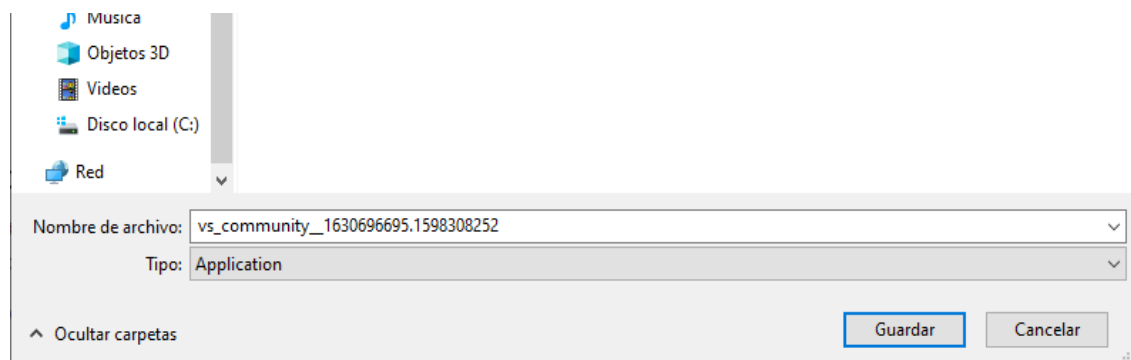 Música
Objetos 3D
Videos
Disco local (C:)
Red
Nombre de archivo: vs_community__1630696695.1598308252
Tipo: Application
Ocultar carpetas
Guardar
Cancelar